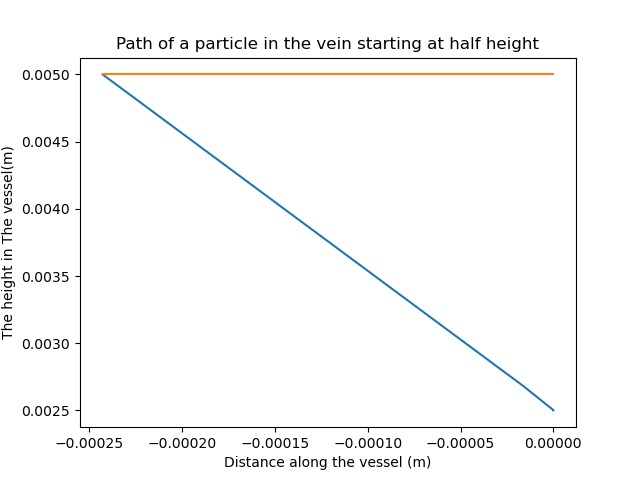 Path of a particle in the vein starting at half height
The height in The vessel(m)
0.0050
0.0045
0.0040
0.0035
0.0030
0.0025
−0.00025 −0.00020 −0.00015 −0.00010 −0.00005 0.00000
Distance along the vessel (m)